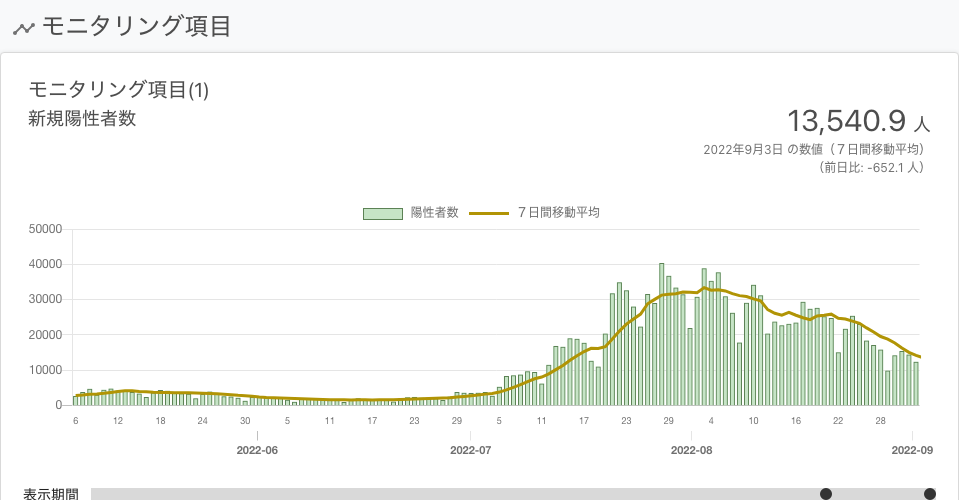 モニタリング項目
モニタリング項目(1)
新規陽性者数
13,540.9 人
2022年9月3日 の数値（７日間移動平均）
（前日比: -652.1 人）
陽性者数 ７日間移動平均
50000
40000
30000
20000
10000
0
6 12 18 24 30 5 11 17 23 29 5 11 17 23 29 4 10 16 22 28
2022-06 2022-07 2022-08 2022-09
表示期間